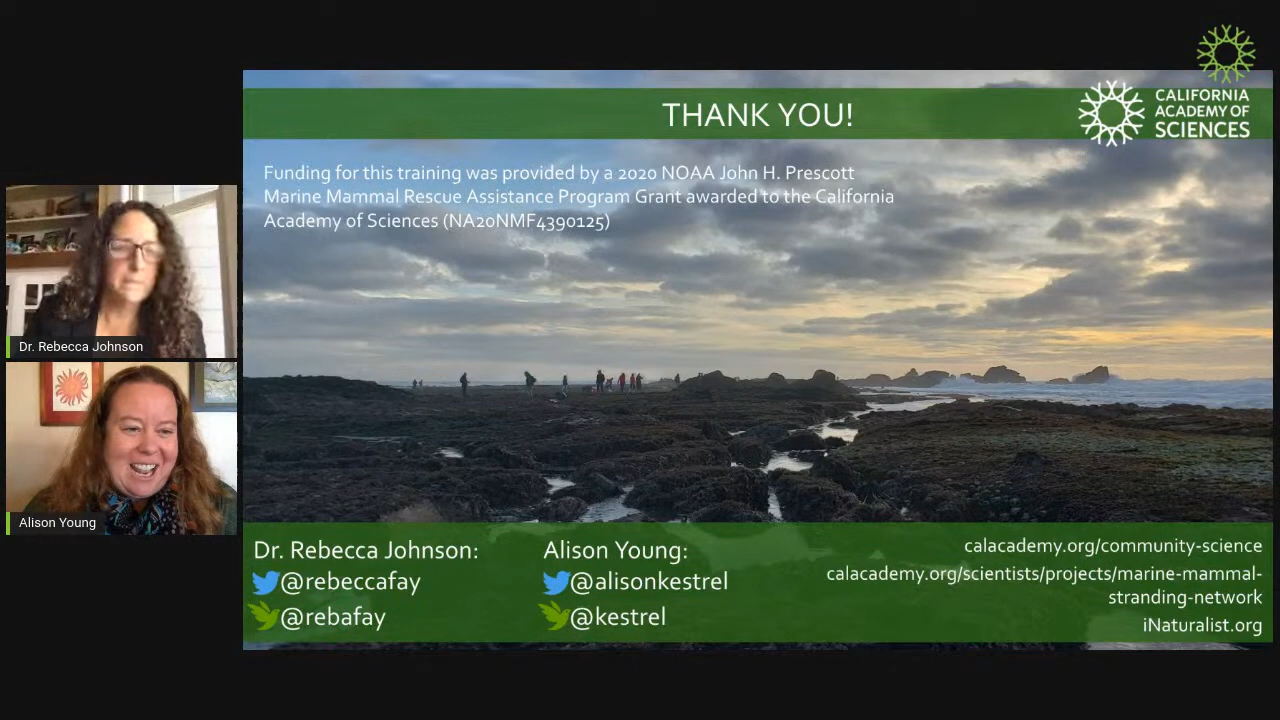 THANK YOU!
CALIFORNIA
ACADEMY OF
SCIENCES
Funding for this training was provided by a 2020 NOAA John H. Prescott
Marine Mammal Rescue Assistance Program Grant awarded to the California
Academy of Sciences (NA20NMF4390125)
Dr. Rebecca Johnson
Alison Young
Dr. Rebecca Johnson:
@rebeccafay
@rebafay
Alison Young:
@alisonkestrel
@kestrel
calacademy.org/community-science
calacademy.org/scientists/projects/marine-mammal-
stranding-network
iNaturalist.org